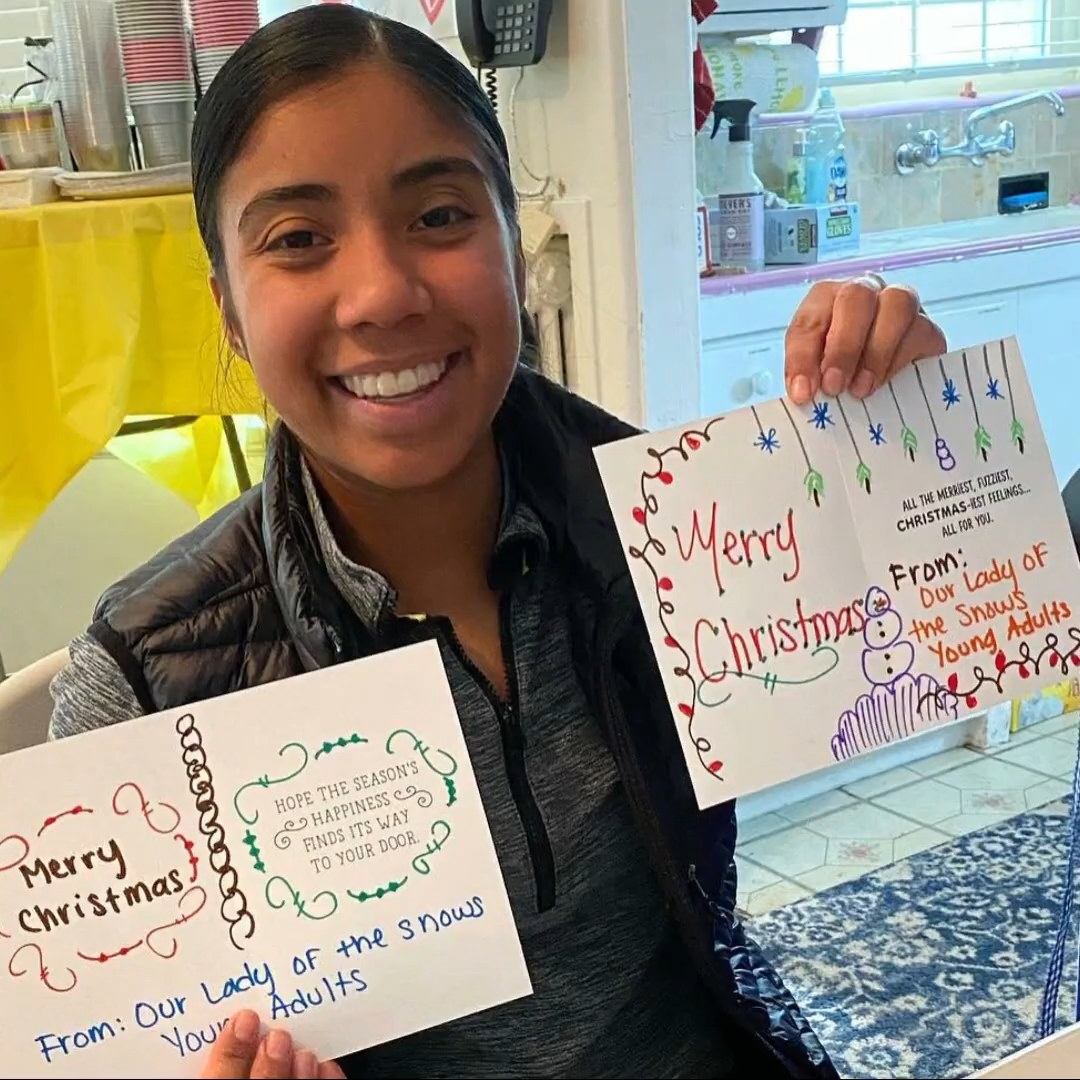 Merry
Christmas
HOPE THE SEASON'S
HAPPINESS
FINDS ITS WAY
TO YOUR DOOR.
From: Our Lady of the Snows
Adults
Merry
Christmas
ALL THE MERRIEST, FUZZIEST,
CHRISTMAS-IEST FEELINGS...
ALL FOR YOU.
From:
Our Lady of
the Snows
Young Adults
GLOVES